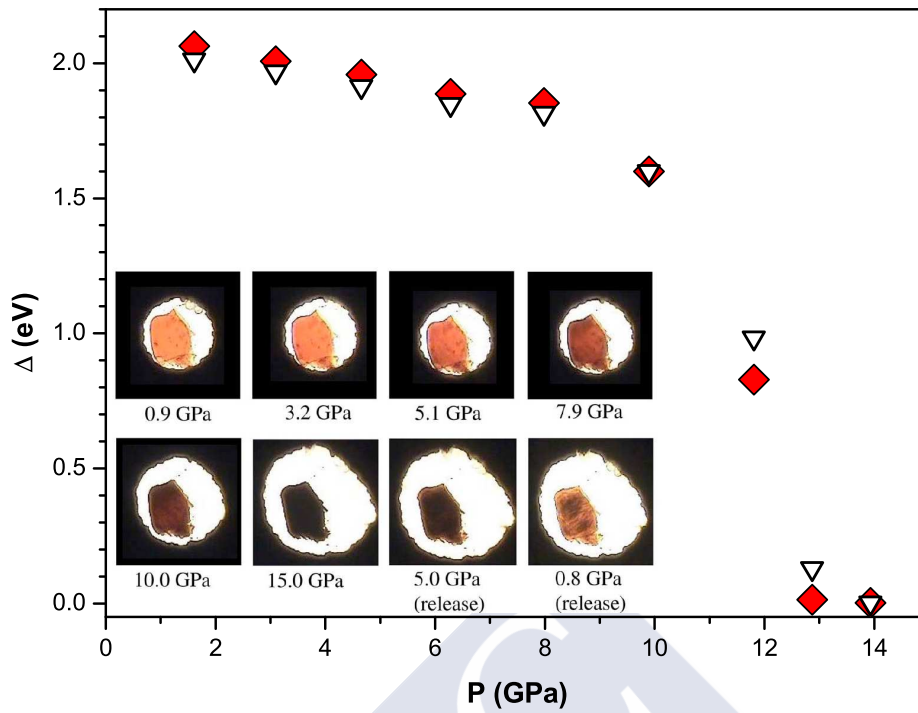 2.0
1.5
1.0
0.5
0.0
Δ (eV)
0.9 GPa
3.2 GPa
5.1 GPa
7.9 GPa
10.0 GPa
15.0 GPa
5.0 GPa
(release)
0.8 GPa
(release)
0 2 4 6 8 10 12 14
P (GPa)